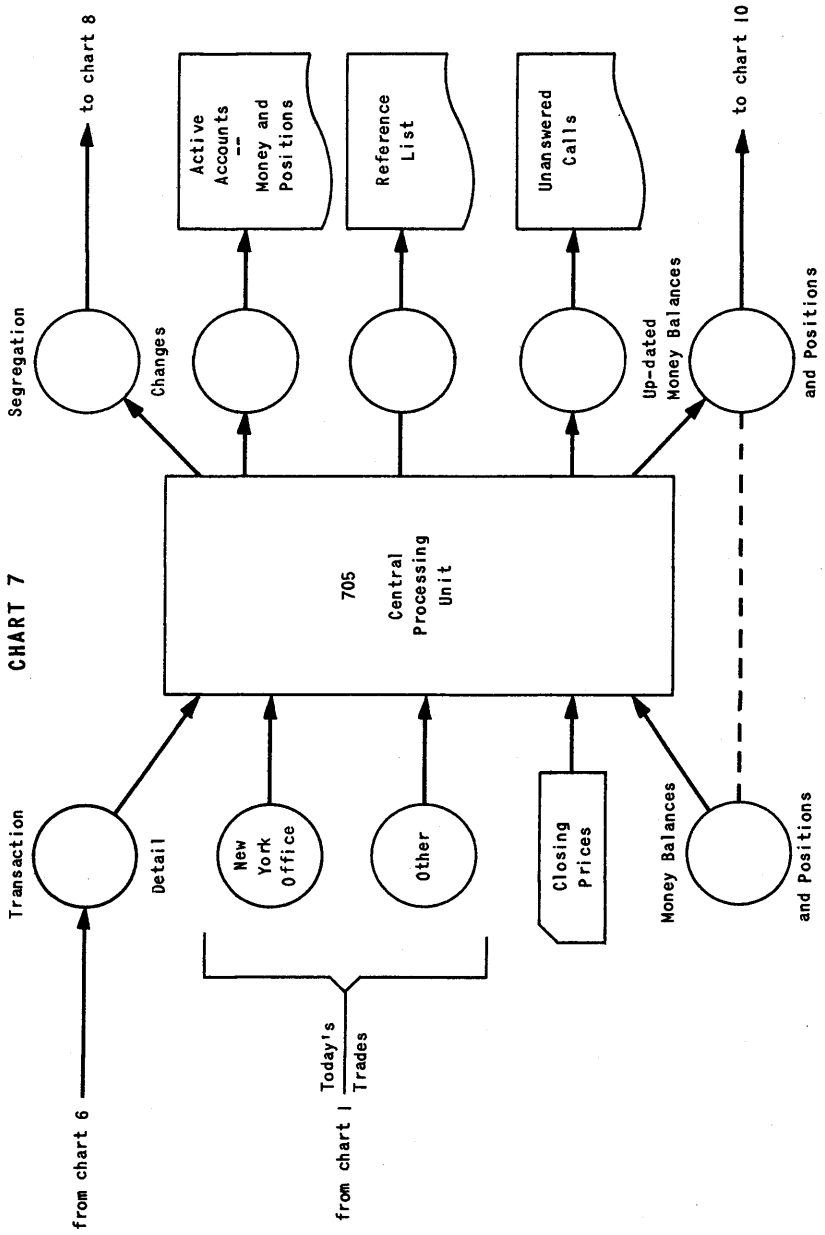 CHART 7
from chart 6
Transaction
Detail
from chart 1
Today's
Trades
New
York
Office
Other
Closing
Prices
Money Balances
and Positions
705
Central
Processing
Unit
Segregation
Changes
to chart 8
Active
Accounts
--
Money and
Positions
Reference
List
Unanswered
Calls
Up-dated
Money Balances
and Positions
to chart 10